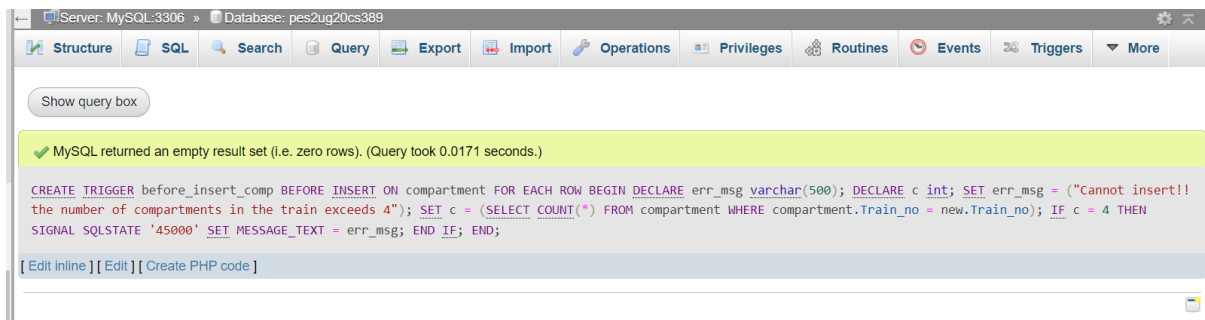 ← Server: MySQL:3306 » Database: pes2ug20cs389
Structure SQL Search Query Export Import Operations Privileges Routines Events Triggers More
Show query box
MySQL returned an empty result set (i.e. zero rows). (Query took 0.0171 seconds.)
CREATE TRIGGER before_insert_comp BEFORE INSERT ON compartment FOR EACH ROW BEGIN DECLARE err_msg varchar(500); DECLARE c int; SET err_msg = ("Cannot insert!!
the number of compartments in the train exceeds 4"); SET c = (SELECT COUNT(*) FROM compartment WHERE compartment.Train_no = new.Train_no); IF c = 4 THEN
SIGNAL SQLSTATE '45000' SET MESSAGE_TEXT = err_msg; END IF; END;
[ Edit inline ] [ Edit ] [ Create PHP code ]